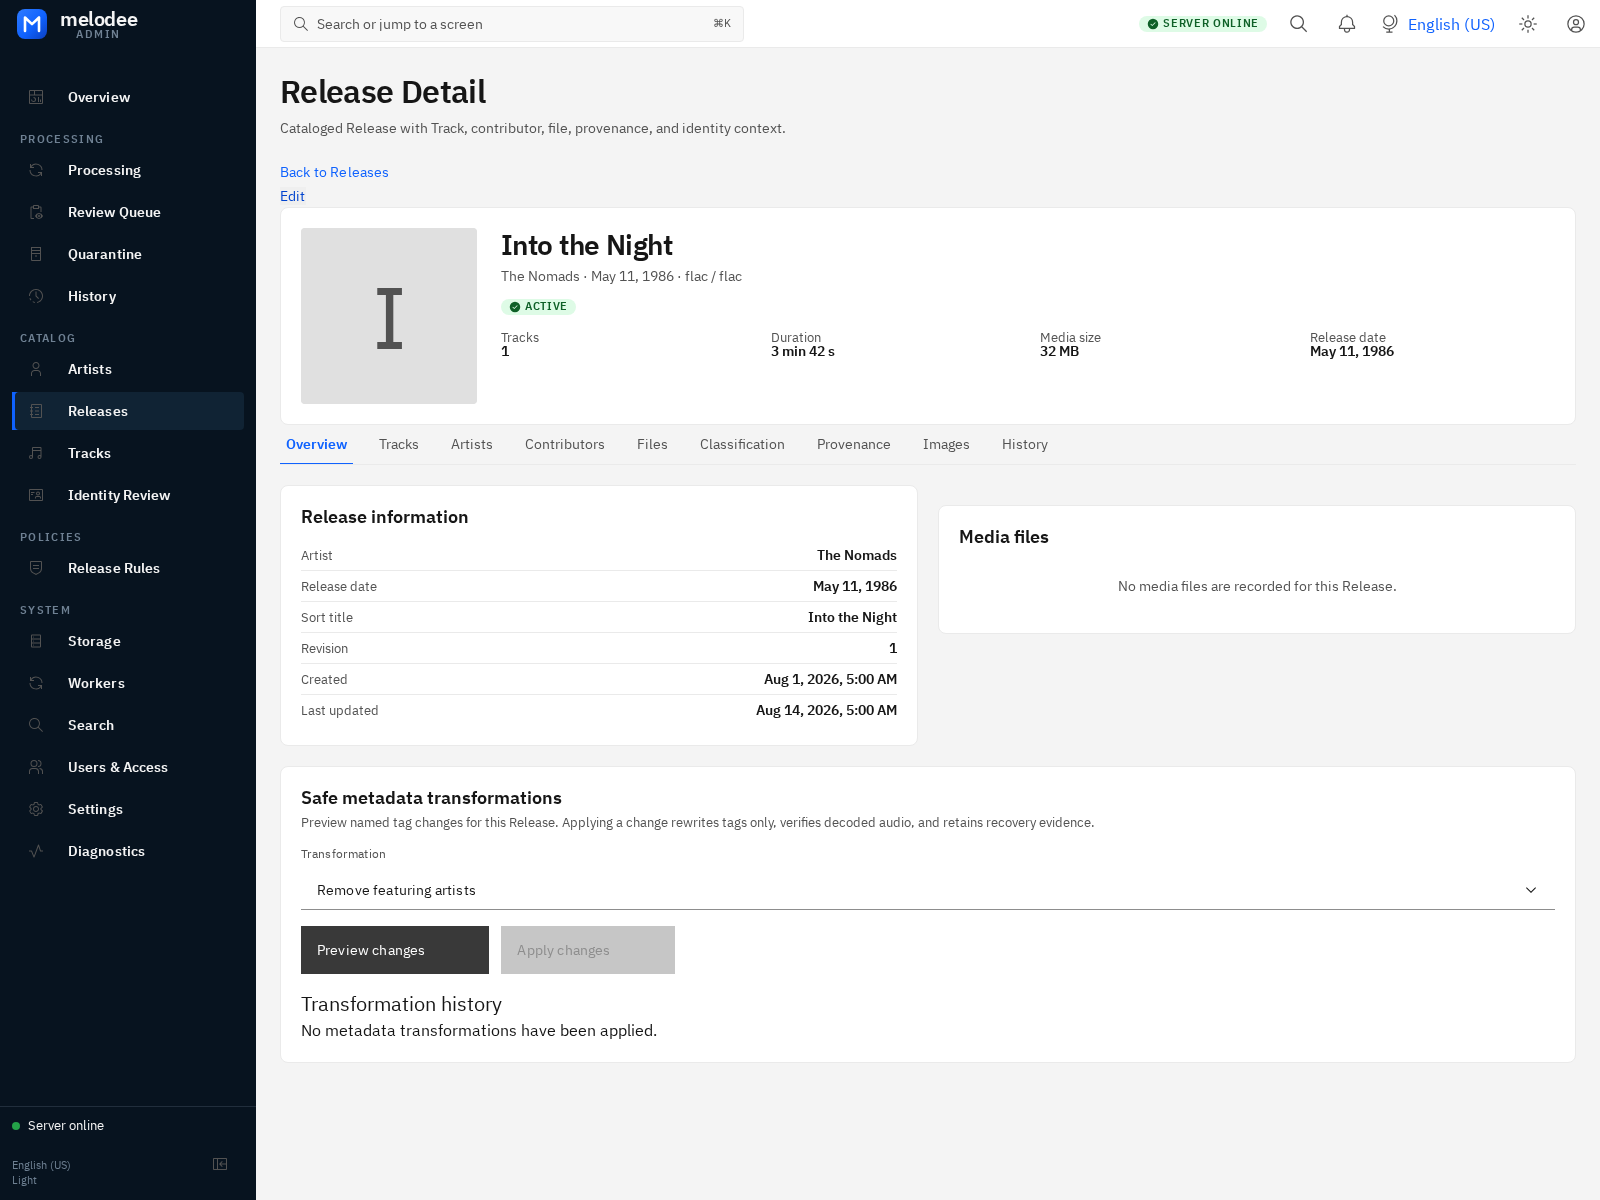 melodee
ADMIN
Search or jump to a screen
⌘K
SERVER ONLINE
English (US)
Overview
PROCESSING
Processing
Review Queue
Quarantine
History
CATALOG
Artists
Releases
Tracks
Identity Review
POLICIES
Release Rules
SYSTEM
Storage
Workers
Search
Users & Access
Settings
Diagnostics
Server online
English (US)
Light
Release Detail
Cataloged Release with Track, contributor, file, provenance, and identity context.
Back to Releases
Edit
I
Into the Night
The Nomads · May 11, 1986 · flac / flac
ACTIVE
Tracks
1
Duration
3 min 42 s
Media size
32 MB
Release date
May 11, 1986
Overview Tracks Artists Contributors Files Classification Provenance Images History
Release information
Artist The Nomads
Release date May 11, 1986
Sort title Into the Night
Revision 1
Created Aug 1, 2026, 5:00 AM
Last updated Aug 14, 2026, 5:00 AM
Media files
No media files are recorded for this Release.
Safe metadata transformations
Preview named tag changes for this Release. Applying a change rewrites tags only, verifies decoded audio, and retains recovery evidence.
Transformation
Remove featuring artists
Preview changes
Apply changes
Transformation history
No metadata transformations have been applied.